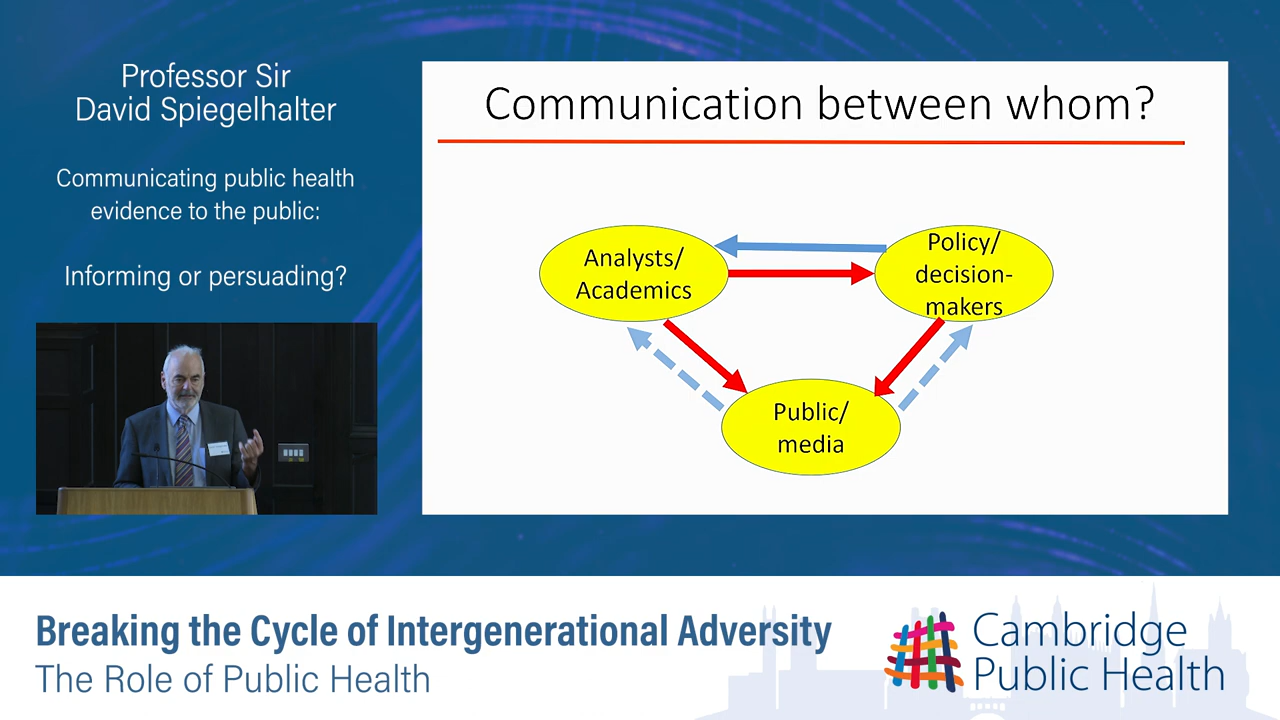 Professor Sir
David Spiegelhalter
Communicating public health
evidence to the public:
Informing or persuading?
Communication between whom?
Analysts/
Academics
Policy/
decision-
makers
Public/
media
Breaking the Cycle of Intergenerational Adversity
The Role of Public Health
Cambridge
Public Health